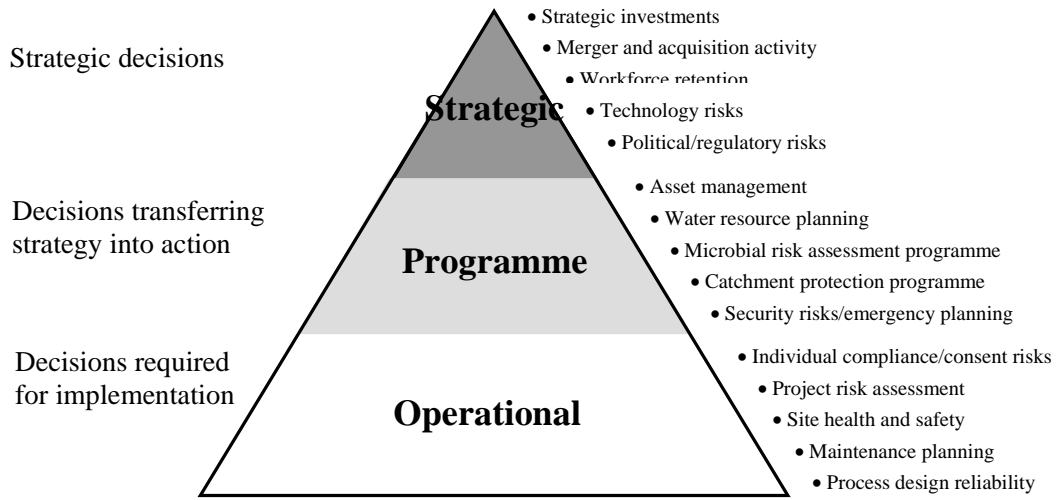 Strategic decisions
Decisions transferring
strategy into action
Decisions required
for implementation
Strategic
Programme
Operational
• Strategic investments
• Merger and acquisition activity
• Workforce retention
• Technology risks
• Political/regulatory risks
• Asset management
• Water resource planning
• Microbial risk assessment programme
• Catchment protection programme
• Security risks/emergency planning
• Individual compliance/consent risks
• Project risk assessment
• Site health and safety
• Maintenance planning
• Process design reliability